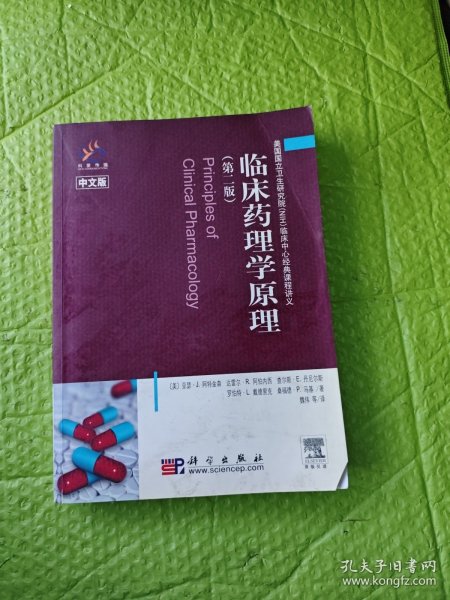 美国国立卫生研究院(NIH)临床中心经典课程讲义
临床药理学原理
(第二版)
Principles of
Clinical Pharmacology
中文版
〔美〕亚瑟·J.阿特金森 达雷尔·R.阿伯内西 查尔斯·E.丹尼尔斯
罗伯特·L.戴德里克 桑福德·P.马基/著
魏伟 等/译
科学出版社
www.sciencep.com
ELSEVIER
孔夫子旧书网
www.kongfz.com